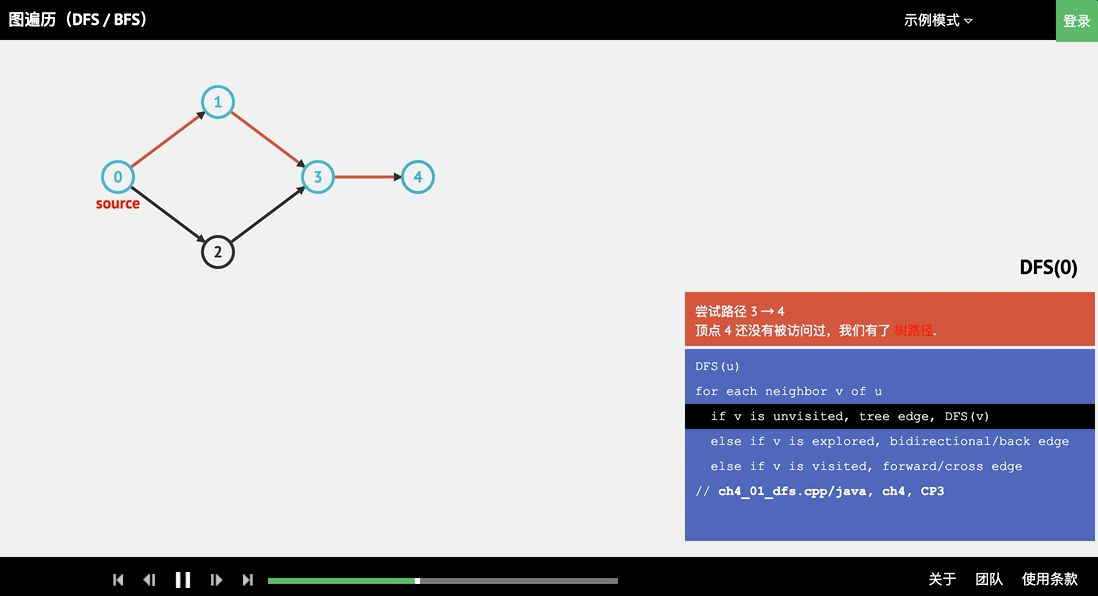 图遍历（DFS / BFS）
示例模式
登录
1
0
3
4
source
2
DFS(0)
尝试路径 3 → 4
顶点 4 还没有被访问过，我们有了 树路径.
DFS(u)
for each neighbor v of u
if v is unvisited, tree edge, DFS(v)
else if v is explored, bidirectional/back edge
else if v is visited, forward/cross edge
// ch4_01_dfs.cpp/java, ch4, CP3
关于 团队 使用条款